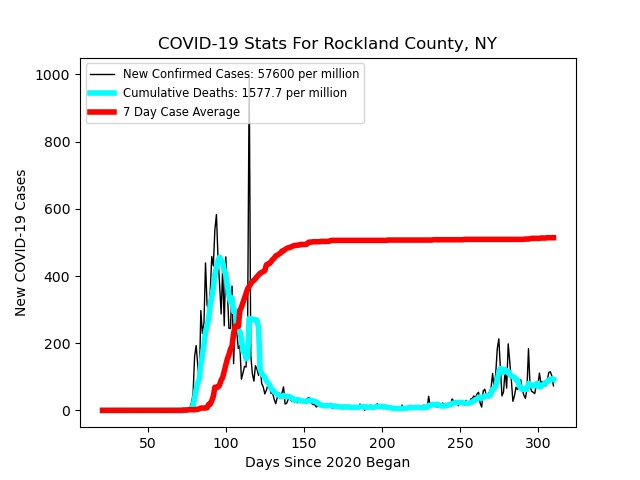 COVID-19 Stats For Rockland County, NY
New Confirmed Cases: 57600 per million
Cumulative Deaths: 1577.7 per million
7 Day Case Average
New COVID-19 Cases
1000
800
600
400
200
0
50 100 150 200 250 300
Days Since 2020 Began